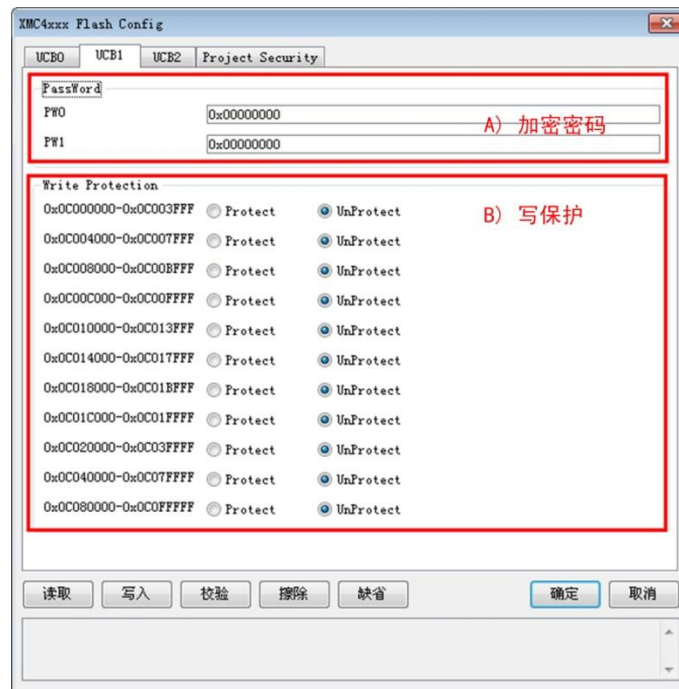 XMC4xxx Flash Config
UCB0 UCB1 UCB2 Project Security
PassWord
PW0 0x00000000
PW1 0x00000000
A) 加密密码
Write Protection
B) 写保护
0x0C000000-0x0C003FFF Protect UnProtect
0x0C004000-0x0C007FFF Protect UnProtect
0x0C008000-0x0C00BFFF Protect UnProtect
0x0C00C000-0x0C00FFFF Protect UnProtect
0x0C010000-0x0C013FFF Protect UnProtect
0x0C014000-0x0C017FFF Protect UnProtect
0x0C018000-0x0C01BFFF Protect UnProtect
0x0C01C000-0x0C01FFFF Protect UnProtect
0x0C020000-0x0C03FFFF Protect UnProtect
0x0C040000-0x0C07FFFF Protect UnProtect
0x0C080000-0x0C0FFFFF Protect UnProtect
读取 写入 校验 擦除 缺省 确定 取消